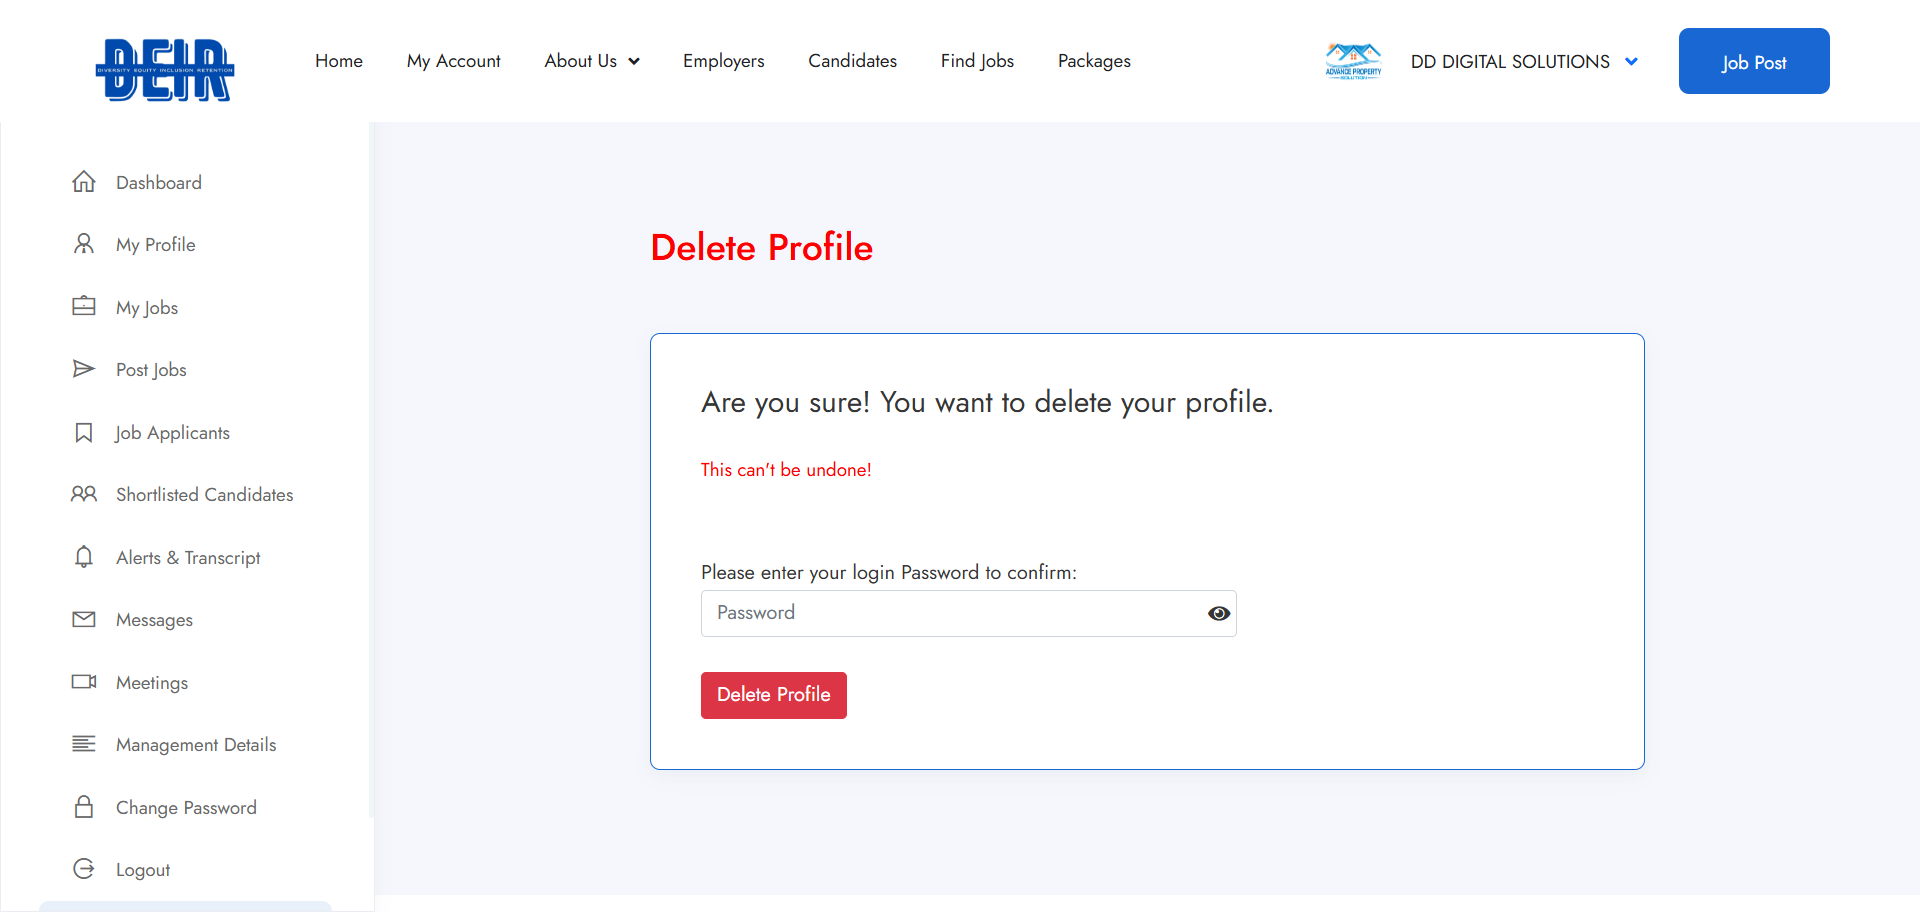 DEIR
DIVERSITY EQUITY INCLUSION RETENTION
Home
My Account
About Us
Employers
Candidates
Find Jobs
Packages
ADVANCE PROPERTY
SOLUTION
DD DIGITAL SOLUTIONS
Job Post
Dashboard
My Profile
My Jobs
Post Jobs
Job Applicants
Shortlisted Candidates
Alerts & Transcript
Messages
Meetings
Management Details
Change Password
Logout
Delete Profile
Are you sure! You want to delete your profile.
This can't be undone!
Please enter your login Password to confirm:
Password
Delete Profile